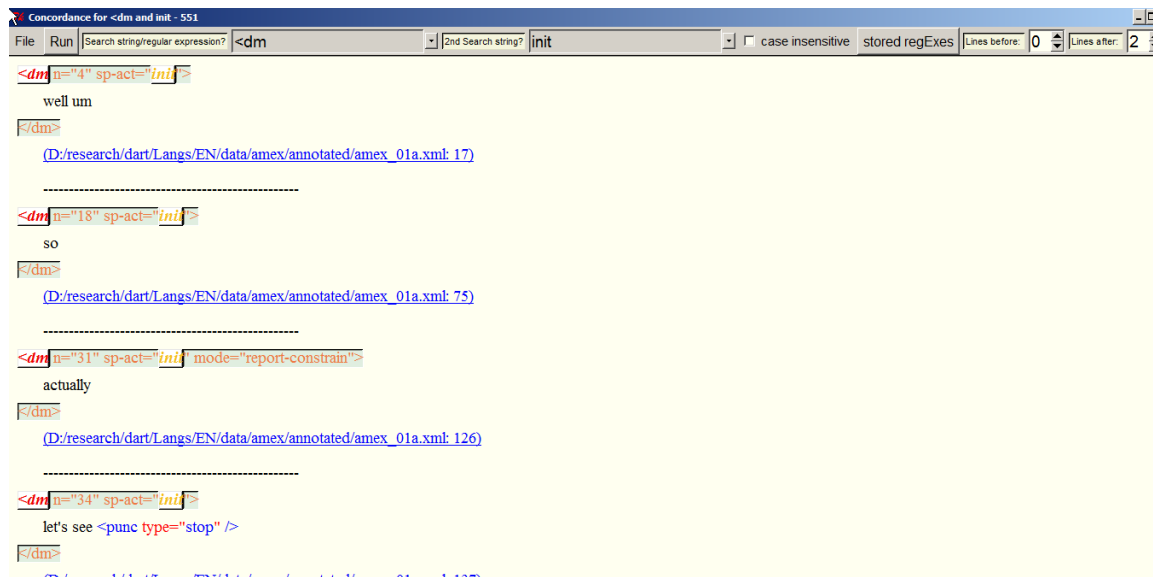 Concordance for <dm and init - 551
File Run Search string/regular expression? <dm 2nd Search string? init case insensitive stored regExes Lines before: 0 Lines after: 2
<dm n="4" sp-act="init">
well um
</dm>
(D:/research/dart/Langs/EN/data/amex/annotated/amex_01a.xml: 17)
--------------------------------------------------
<dm n="18" sp-act="init">
so
</dm>
(D:/research/dart/Langs/EN/data/amex/annotated/amex_01a.xml: 75)
--------------------------------------------------
<dm n="31" sp-act="init" mode="report-constrain">
actually
</dm>
(D:/research/dart/Langs/EN/data/amex/annotated/amex_01a.xml: 126)
--------------------------------------------------
<dm n="34" sp-act="init">
let's see <punc type="stop" />
</dm>